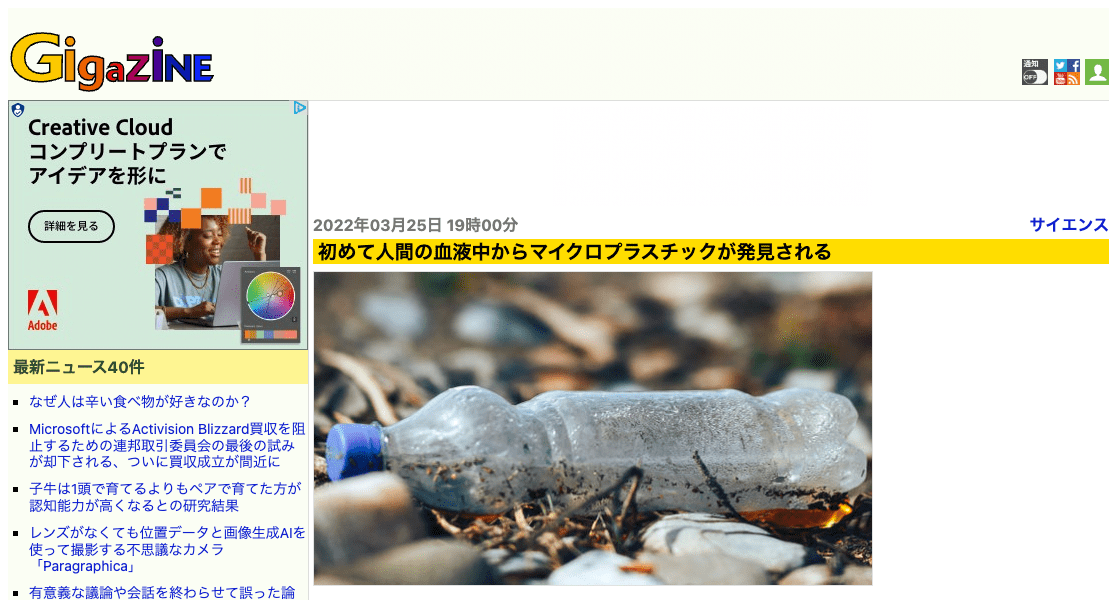 GigaZiNE
通知
OFF
Creative Cloud
コンプリートプランで
アイデアを形に
詳細を見る
Adobe
2022年03月25日 19時00分
サイエンス
初めて人間の血液中からマイクロプラスチックが発見される
最新ニュース40件
なぜ人は辛い食べ物が好きなのか？
MicrosoftによるActivision Blizzard買収を阻
止するための連邦取引委員会の最後の試み
が却下される、ついに買収成立が間近に
子牛は1頭で育てるよりもペアで育てた方が
認知能力が高くなるとの研究結果
レンズがなくても位置データと画像生成AIを
使って撮影する不思議なカメラ
「Paragraphica」
有意義な議論や会話を終わらせて誤った論